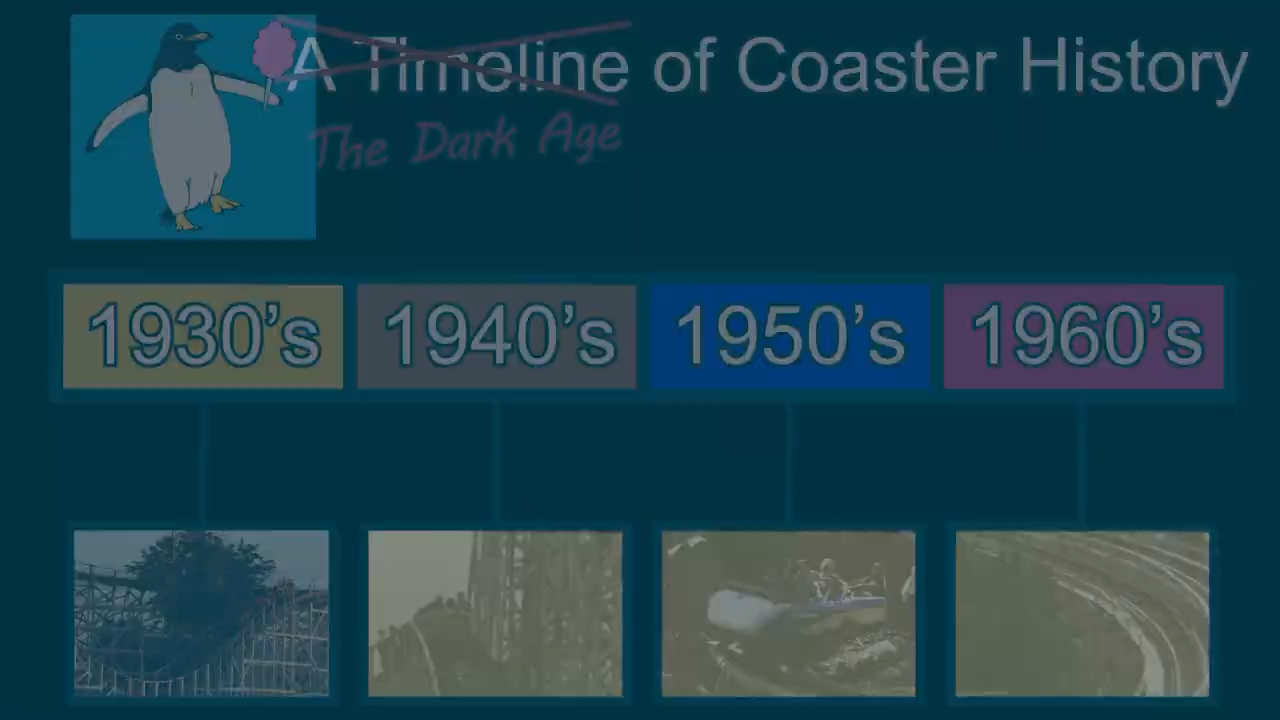 A Timeline of Coaster History
The Dark Age
1930's
1940's
1950's
1960's